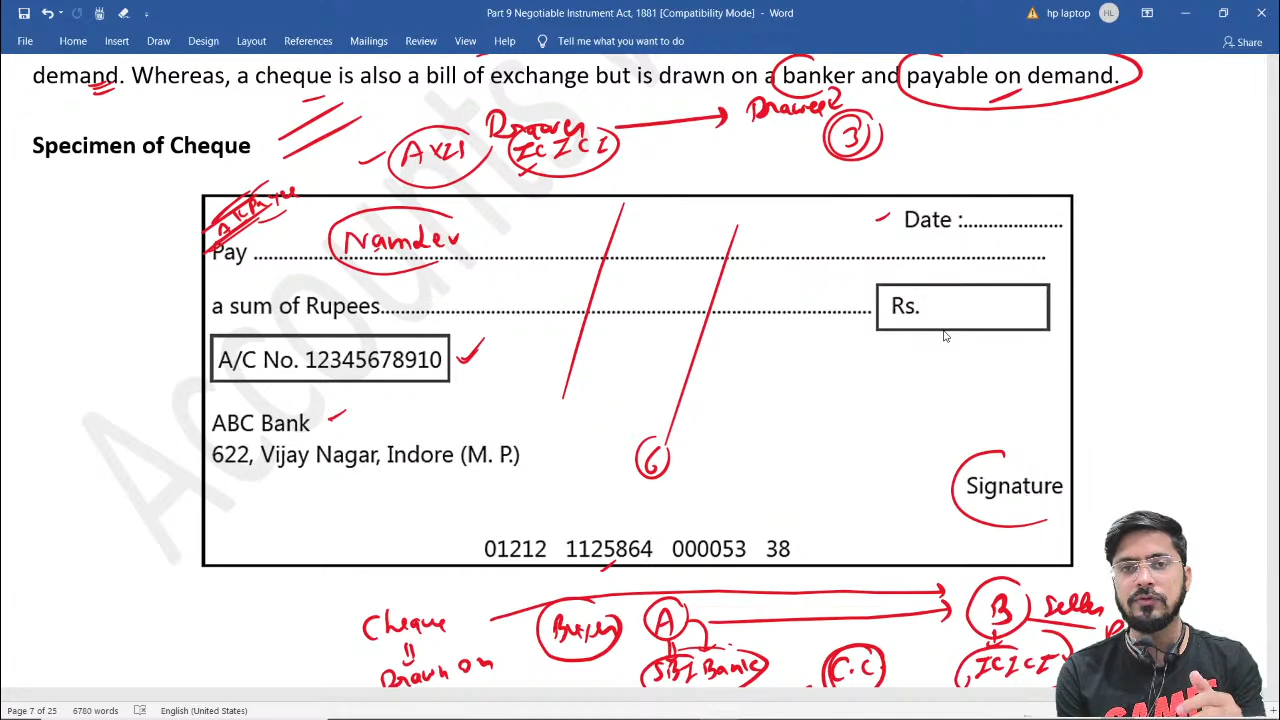 Part 9 Negotiable Instrument Act, 1881 [Compatibility Mode] - Word
hp laptop HL
File Home Insert Draw Design Layout References Mailings Review View Help Tell me what you want to do Share
demand. Whereas, a cheque is also a bill of exchange but is drawn on a banker and payable on demand.
Drawer Drawee
Specimen of Cheque
AXIS ICICI 3
A/c Payee
Date :......................
Pay Namdev
a sum of Rupees
Rs.
A/C No. 12345678910
ABC Bank
622, Vijay Nagar, Indore (M. P.)
6
Signature
01212 1125864 000053 38
Cheque
Drawn on
Buyer A B Seller
SBI Bank C.C ICICI
Accounts
GAME
Page 7 of 25 6780 words English (United States)